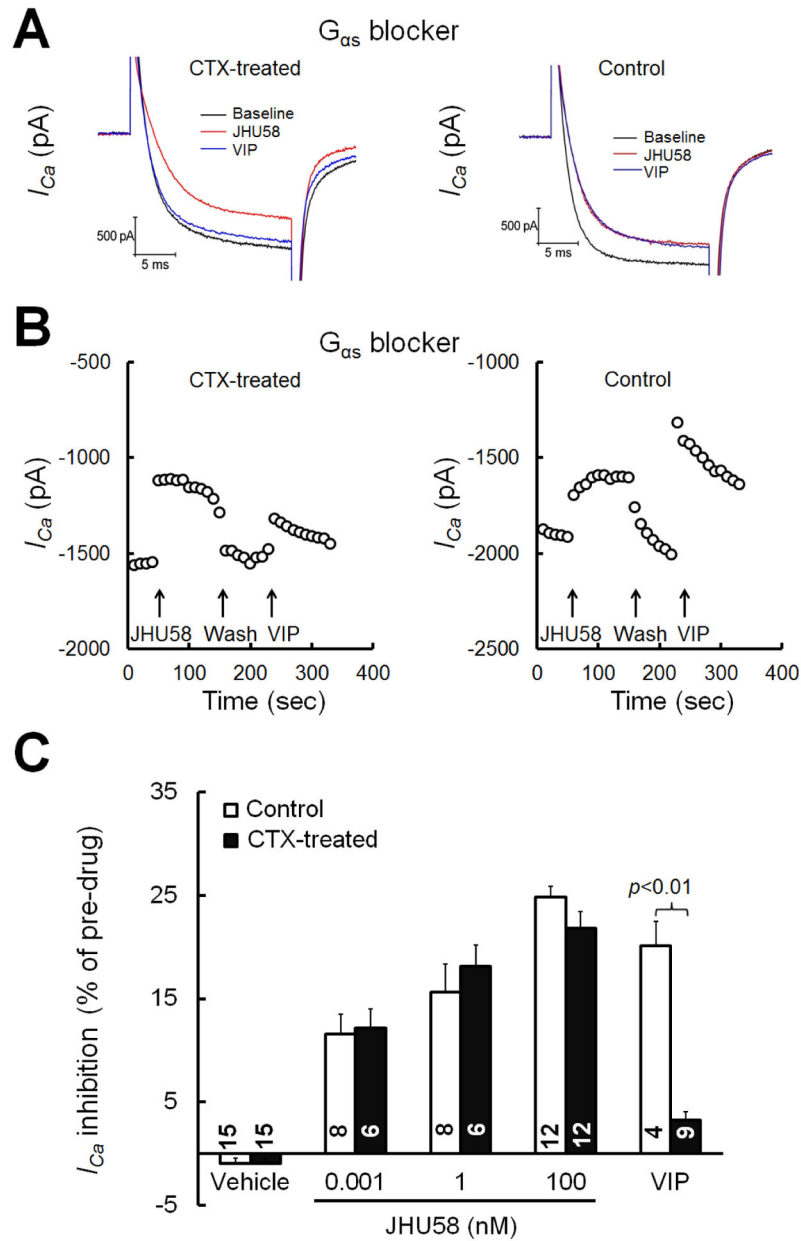 A
Gαs blocker
CTX-treated
Control
Baseline
JHU58
VIP
ICa (pA)
500 pA
5 ms
Baseline
JHU58
VIP
ICa (pA)
500 pA
5 ms
B
Gαs blocker
CTX-treated
Control
-500
-1000
-1500
-2000
ICa (pA)
JHU58 Wash VIP
0 100 200 300 400
Time (sec)
-1000
-1500
-2000
-2500
ICa (pA)
JHU58 Wash VIP
0 100 200 300 400
Time (sec)
C
35
25
15
5
-5
ICa inhibition (% of pre-drug)
Control
CTX-treated
p<0.01
15 15 8 6 8 6 12 12 4 9
Vehicle 0.001 1 100 VIP
JHU58 (nM)